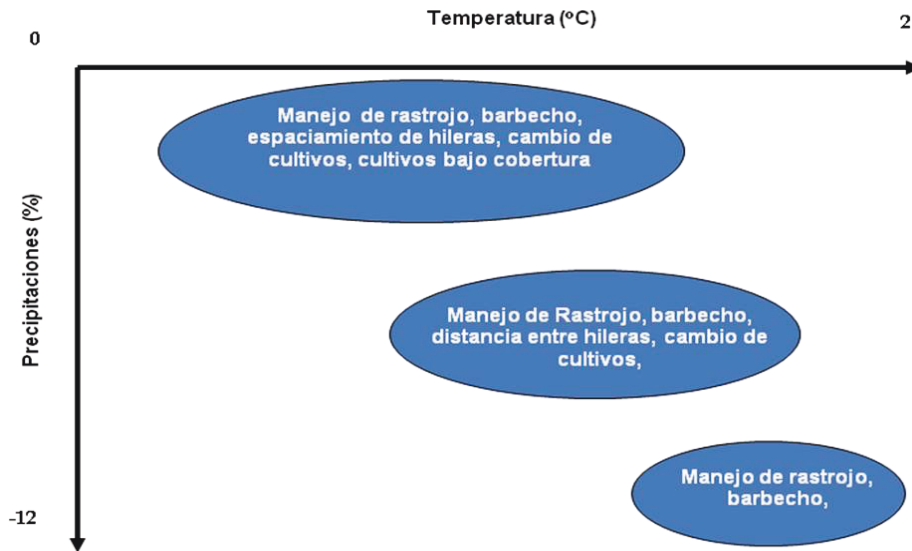 Temperatura (ºC)
0
2
Manejo de rastrojo, barbecho,
espaciamiento de hileras, cambio de
cultivos, cultivos bajo cobertura
Precipitaciones (%)
Manejo de Rastrojo, barbecho,
distancia entre hileras, cambio de
cultivos,
Manejo de rastrojo,
barbecho,
-12